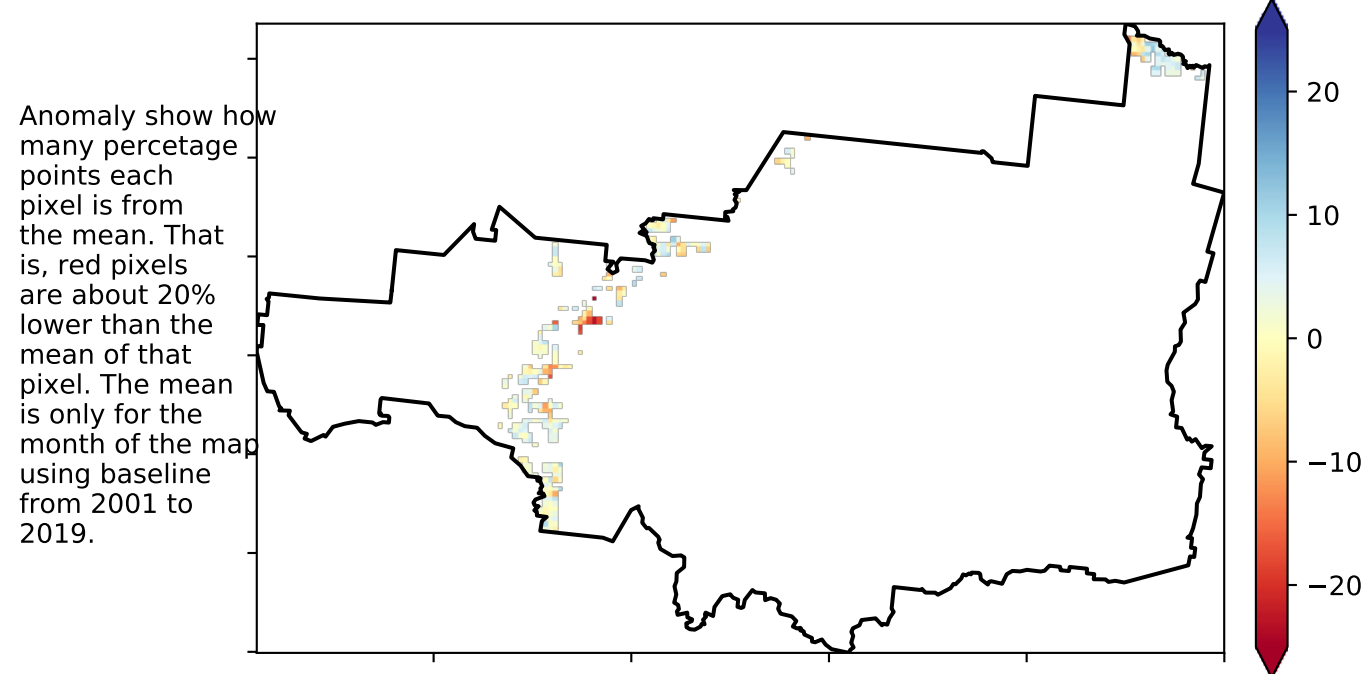 Anomaly show how
many percetage
points each
pixel is from
the mean. That
is, red pixels
are about 20%
lower than the
mean of that
pixel. The mean
is only for the
month of the map
using baseline
from 2001 to
2019.
20
10
0
−10
−20